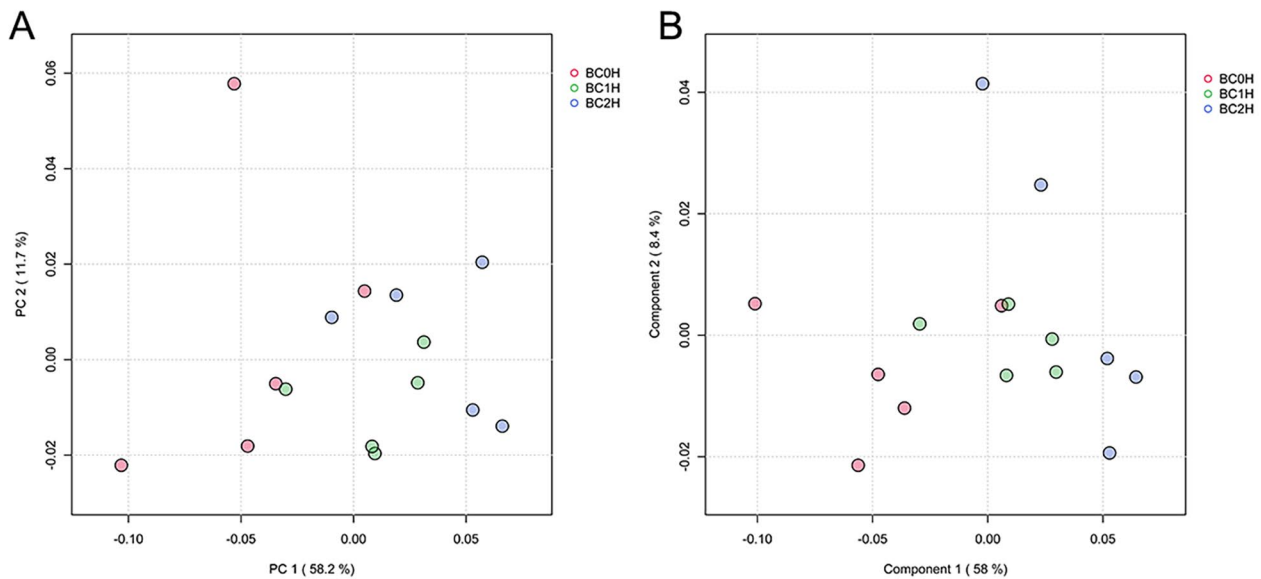 A
BC0H
BC1H
BC2H
0.06
0.04
0.02
0.00
-0.02
PC 2 ( 11.7 %)
-0.10 -0.05 0.00 0.05
PC 1 ( 58.2 %)
B
BC0H
BC1H
BC2H
0.04
0.02
0.00
-0.02
Component 2 ( 8.4 %)
-0.10 -0.05 0.00 0.05
Component 1 ( 58 %)